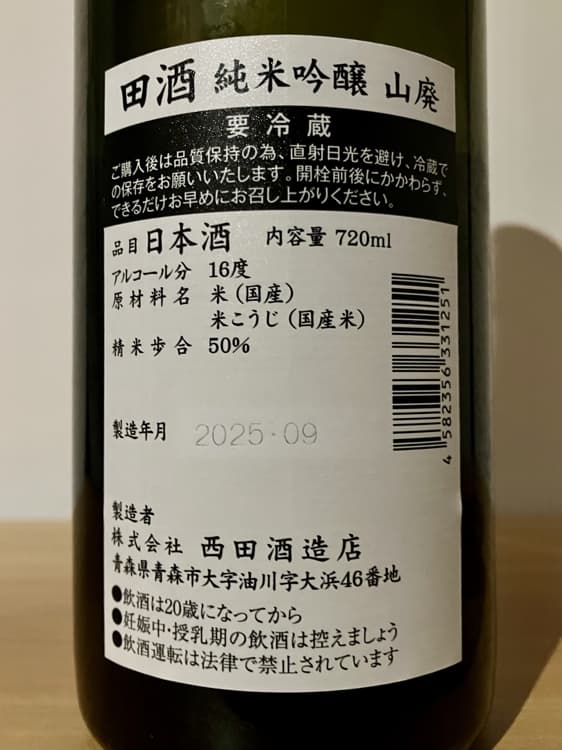 田酒 純米吟醸 山廃
要冷蔵
ご購入後は品質保持の為、直射日光を避け、冷蔵で
の保存をお願いいたします。開栓前後にかかわらず、
できるだけお早めにお召し上がりください。
品目 日本酒 内容量 720ml
アルコール分 16度
原材料名 米（国産）
米こうじ（国産米）
精米歩合 50%
4582356331251
製造年月 2025・09
製造者
株式会社 西田酒造店
青森県青森市大字油川字大浜46番地
●飲酒は20歳になってから
●妊娠中・授乳期の飲酒は控えましょう
●飲酒運転は法律で禁止されています